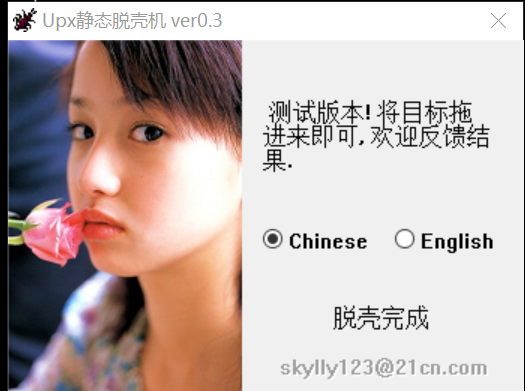 Upx静态脱壳机 ver0.3
测试版本! 将目标拖
进来即可, 欢迎反馈结
果.
Chinese English
脱壳完成
skylly123@21cn.com